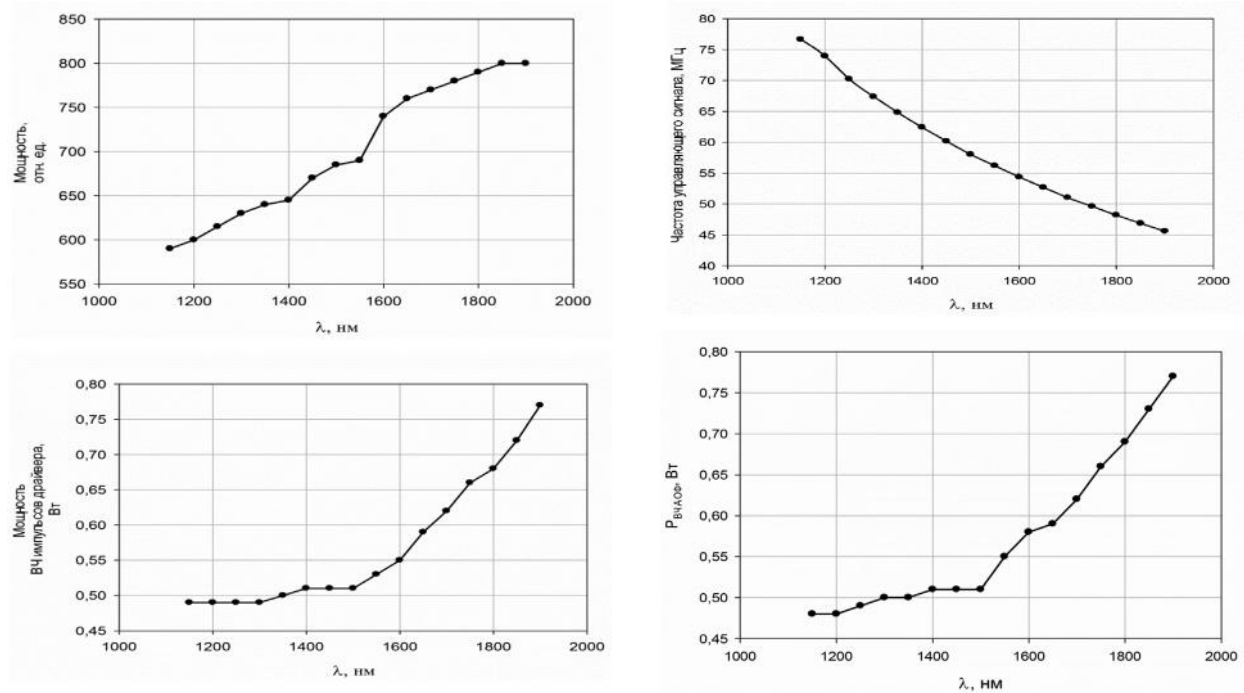 850
800
750
700
650
600
550
Мощность,
отн. ед.
1000 1200 1400 1600 1800 2000
λ, нм
80
75
70
65
60
55
50
45
40
Частота управляющего сигнала, МГц
1000 1200 1400 1600 1800 2000
λ, нм
0,80
0,75
0,70
0,65
0,60
0,55
0,50
0,45
Мощность
ВЧ импульсов драйвера,
Вт
1000 1200 1400 1600 1800 2000
λ, нм
0,80
0,75
0,70
0,65
0,60
0,55
0,50
0,45
PВЧАОФ, Вт
1000 1200 1400 1600 1800 2000
λ, нм